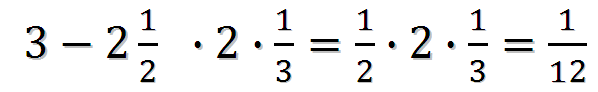 3 − 2 1/2 · 2 · 1/3 = 1/2 · 2 · 1/3 = 1/12